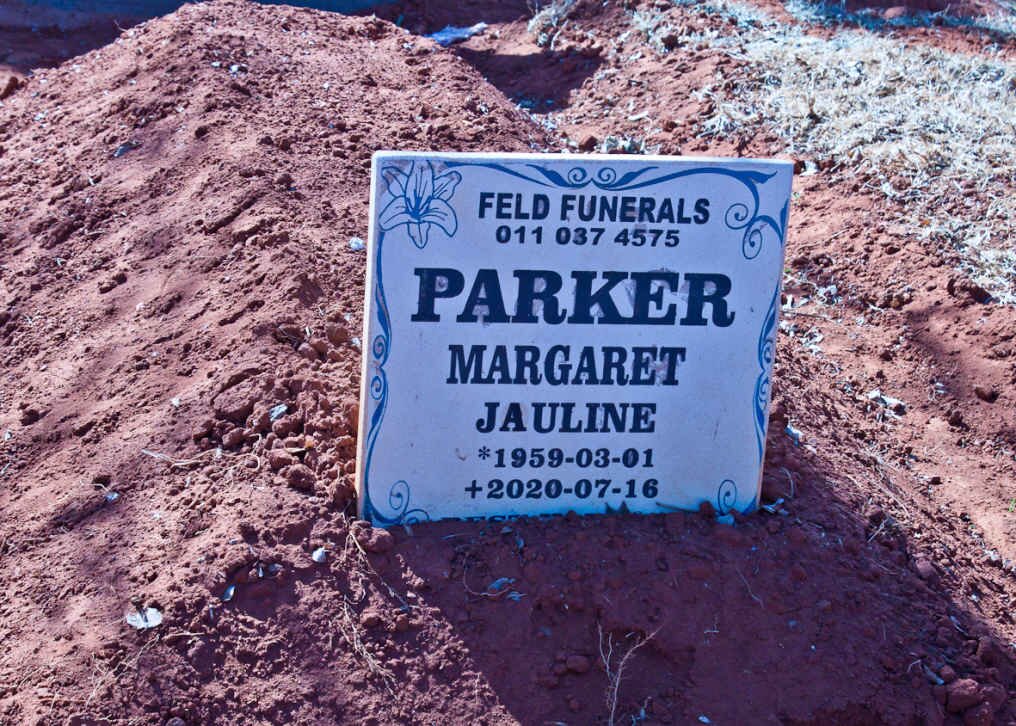 FELD FUNERALS
011 037 4575
PARKER
MARGARET
JAULINE
*1959-03-01
+2020-07-16